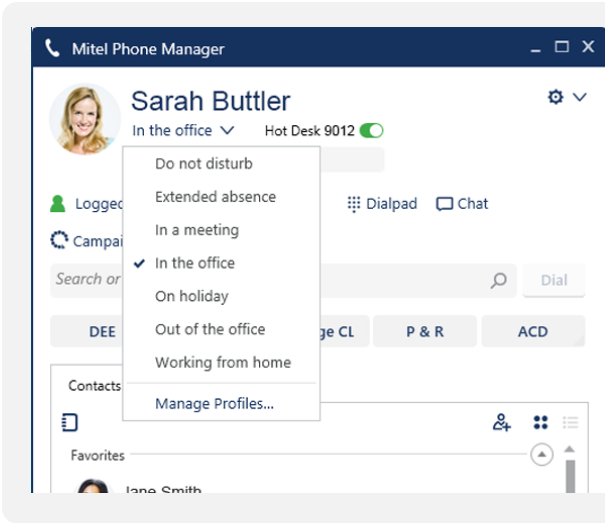 Mitel Phone Manager
Sarah Buttler
In the office Hot Desk 9012
Do not disturb
Extended absence
Logged Dialpad Chat
In a meeting
Campai
In the office
Search or
Dial
On holiday
DEE Out of the office ge CL P & R ACD
Working from home
Contacts
Manage Profiles...
Favorites
Jane Smith